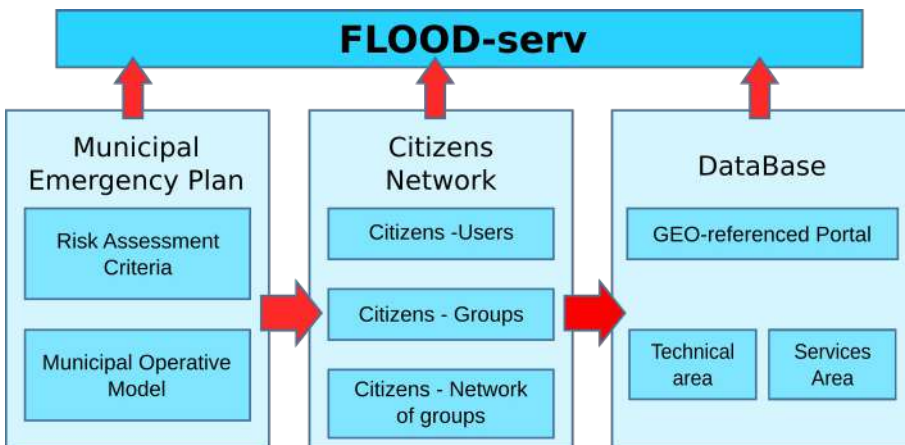 FLOOD-serv
Municipal
Emergency Plan
Risk Assessment
Criteria
Municipal Operative
Model
Citizens
Network
Citizens -Users
Citizens - Groups
Citizens - Network
of groups
DataBase
GEO-referenced Portal
Technical
area
Services
Area